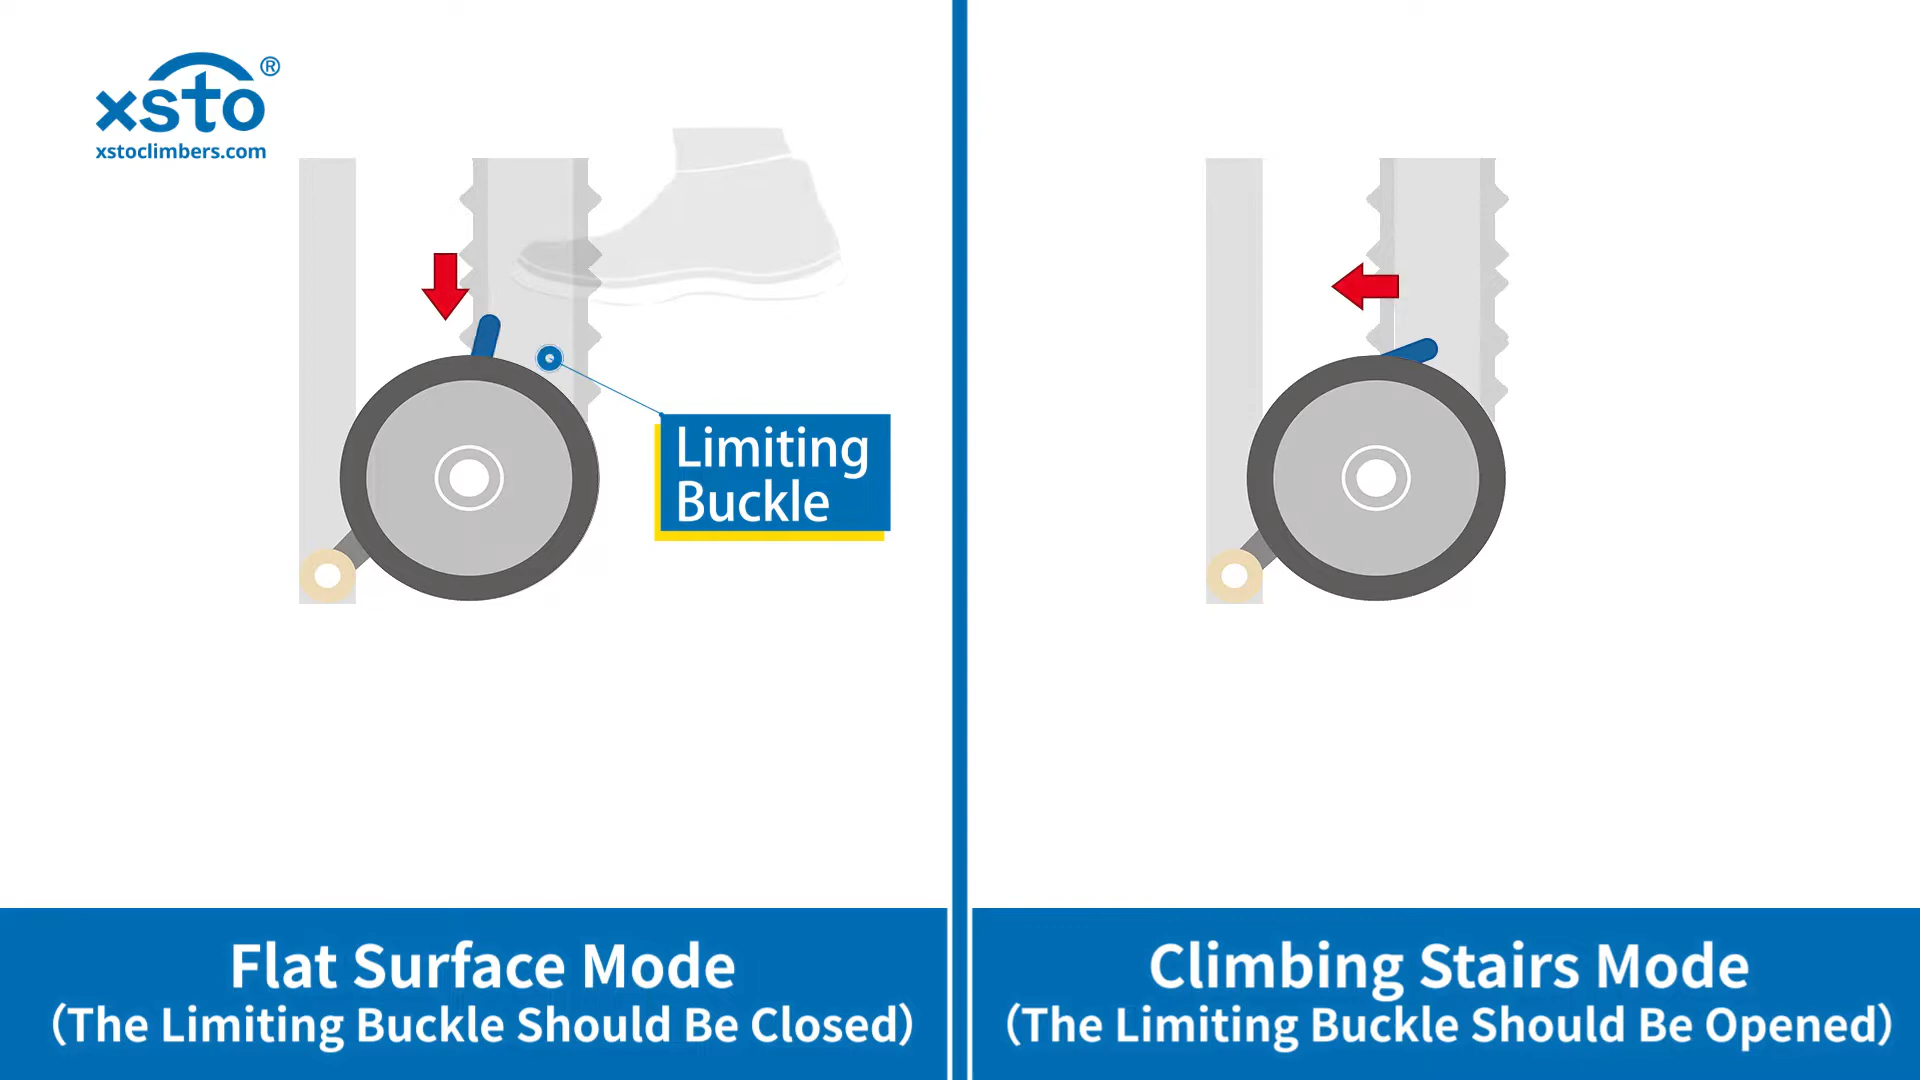 xsto®
xstoclimbers.com
Limiting
Buckle
Flat Surface Mode
(The Limiting Buckle Should Be Closed)
Climbing Stairs Mode
(The Limiting Buckle Should Be Opened)